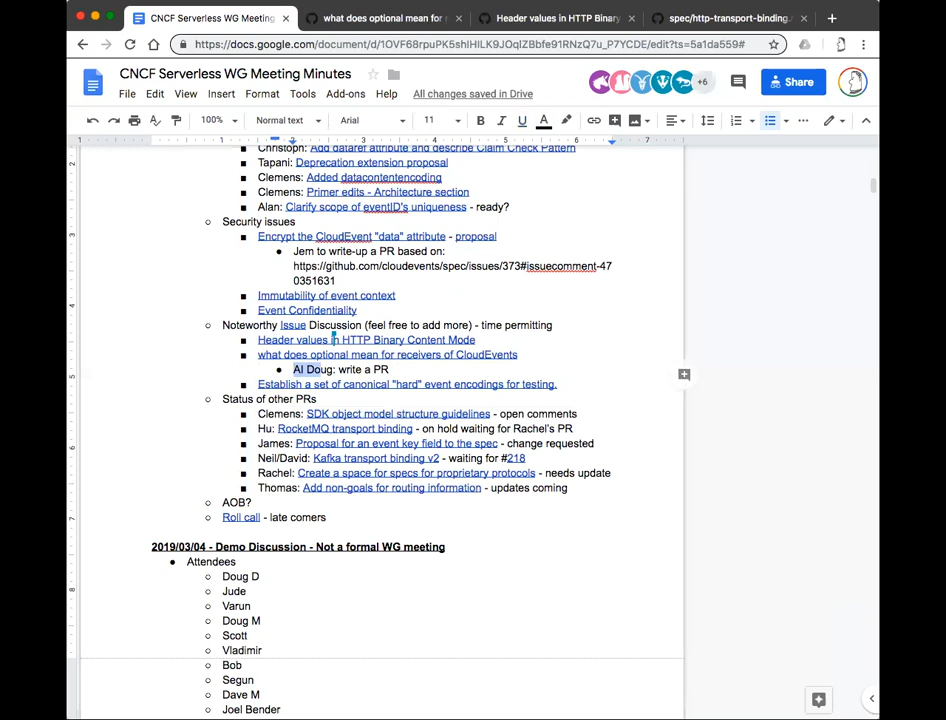 CNCF Serverless WG Meeting
what does optional mean for r
Header values in HTTP Binary
spec/http-transport-binding.
https://docs.google.com/document/d/1OVF68rpuPK5shIHILK9JOqlZBbfe91RNzQ7u_P7YCDE/edit?ts=5a1da559#
CNCF Serverless WG Meeting Minutes
+6
Share
File Edit View Insert Format Tools Add-ons Help All changes saved in Drive
100% Normal text Arial 11 B I U A
1 2 3 4 5 6 7
Christoph: Add dataref attribute and describe Claim Check Pattern
Tapani: Deprecation extension proposal
Clemens: Added datacontentencoding
Clemens: Primer edits - Architecture section
Alan: Clarify scope of eventID's uniqueness - ready?
Security issues
Encrypt the CloudEvent "data" attribute - proposal
Jem to write-up a PR based on:
https://github.com/cloudevents/spec/issues/373#issuecomment-47
0351631
Immutability of event context
Event Confidentiality
Noteworthy Issue Discussion (feel free to add more) - time permitting
Header values in HTTP Binary Content Mode
what does optional mean for receivers of CloudEvents
AI Doug: write a PR
Establish a set of canonical "hard" event encodings for testing.
Status of other PRs
Clemens: SDK object model structure guidelines - open comments
Hu: RocketMQ transport binding - on hold waiting for Rachel's PR
James: Proposal for an event key field to the spec - change requested
Neil/David: Kafka transport binding v2 - waiting for #218
Rachel: Create a space for specs for proprietary protocols - needs update
Thomas: Add non-goals for routing information - updates coming
AOB?
Roll call - late comers
2019/03/04 - Demo Discussion - Not a formal WG meeting
Attendees
Doug D
Jude
Varun
Doug M
Scott
Vladimir
Bob
Segun
Dave M
Joel Bender